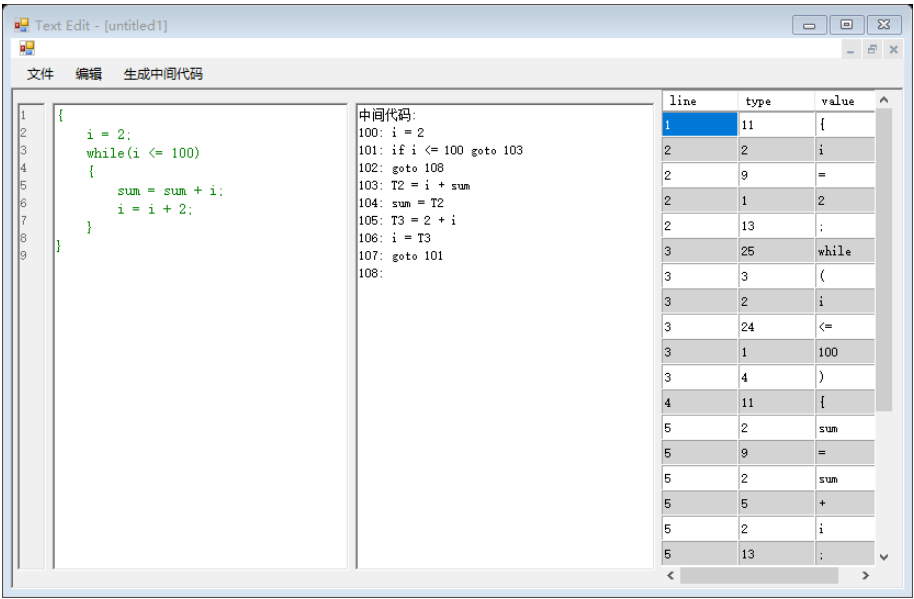 Text Edit - [untitled1]
文件 编辑 生成中间代码
1 {
2 i = 2;
3 while(i <= 100)
4 {
5 sum = sum + i;
6 i = i + 2;
7 }
8 }
9
中间代码:
100: i = 2
101: if i <= 100 goto 103
102: goto 108
103: T2 = i + sum
104: sum = T2
105: T3 = 2 + i
106: i = T3
107: goto 101
108:
line type value
1 11 {
2 2 i
2 9 =
2 1 2
2 13 ;
3 25 while
3 3 (
3 2 i
3 24 <=
3 1 100
3 4 )
4 11 {
5 2 sum
5 9 =
5 2 sum
5 5 +
5 2 i
5 13 ;